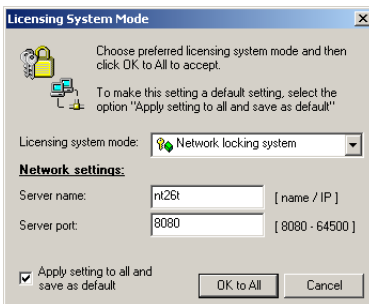 Licensing System Mode
Choose preferred licensing system mode and then
click OK to All to accept.
To make this setting a default setting, select the
option "Apply setting to all and save as default"
Licensing system mode: Network locking system
Network settings:
Server name: nt26t [ name / IP ]
Server port: 8080 [ 8080 - 64500 ]
Apply setting to all and
save as default
OK to All Cancel